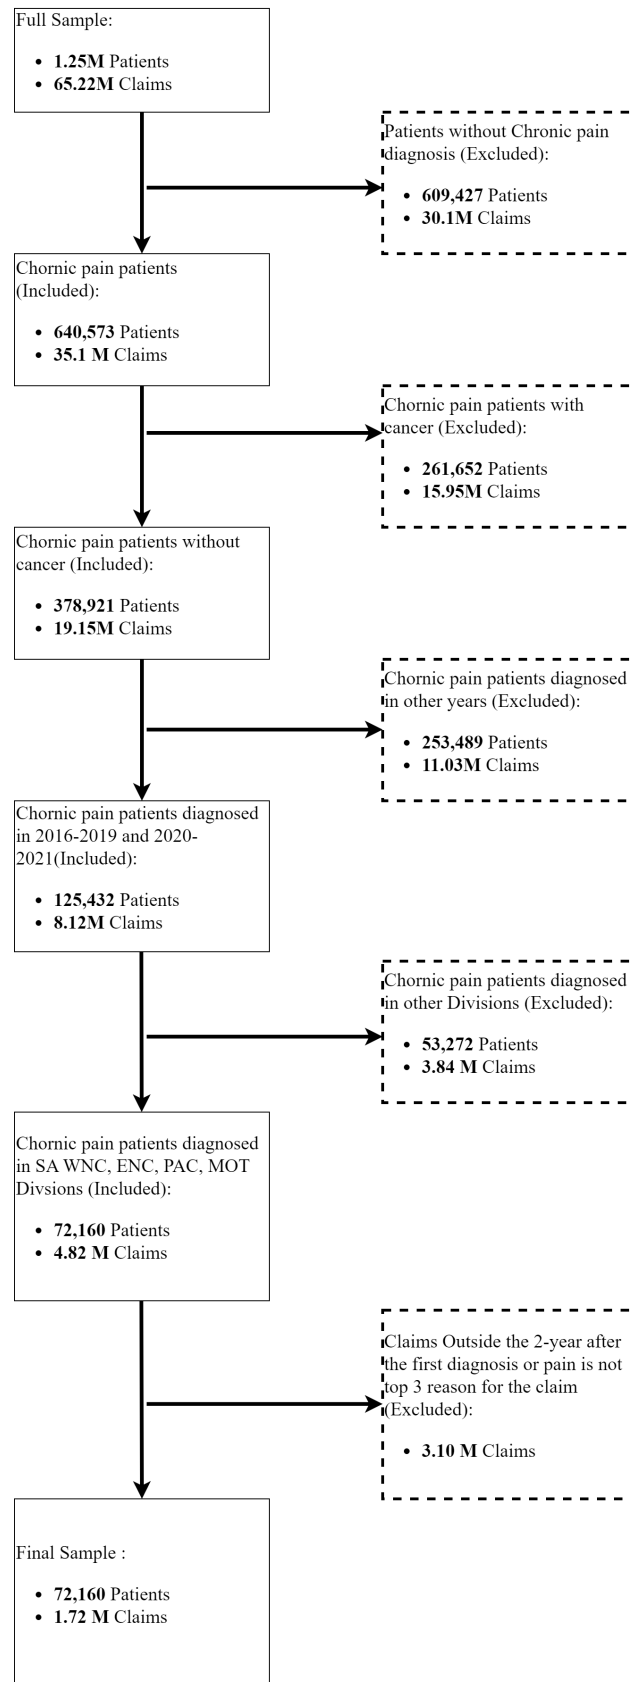 Full Sample:
• 1.25M Patients
• 65.22M Claims
Patients without Chronic pain
diagnosis (Excluded):
• 609,427 Patients
• 30.1M Claims
Chornic pain patients
(Included):
• 640,573 Patients
• 35.1 M Claims
Chornic pain patients with
cancer (Excluded):
• 261,652 Patients
• 15.95M Claims
Chornic pain patients without
cancer (Included):
• 378,921 Patients
• 19.15M Claims
Chornic pain patients diagnosed
in other years (Excluded):
• 253,489 Patients
• 11.03M Claims
Chornic pain patients diagnosed
in 2016-2019 and 2020-
2021(Included):
• 125,432 Patients
• 8.12M Claims
Chornic pain patients diagnosed
in other Divisions (Excluded):
• 53,272 Patients
• 3.84 M Claims
Chornic pain patients diagnosed
in SA WNC, ENC, PAC, MOT
Divsions (Included):
• 72,160 Patients
• 4.82 M Claims
Claims Outside the 2-year after
the first diagnosis or pain is not
top 3 reason for the claim
(Excluded):
• 3.10 M Claims
Final Sample :
• 72,160 Patients
• 1.72 M Claims